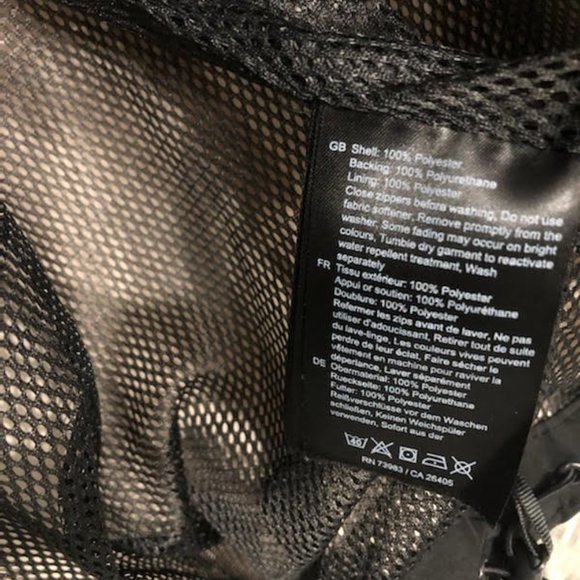 GB Shell: 100% Polyester
Backing: 100% Polyurethane
Lining: 100% Polyester
Close zippers before washing, Do not use
fabric softener, Remove promptly from the
washer, Some fading may occur on bright
colours, Tumble dry garment to reactivate
water repellent treatment, Wash
separately
FR Tissu extérieur: 100% Polyester
Appui or soutien: 100% Polyuréthane
Doublure: 100% Polyester
Refermer les zips avant de laver, Ne pas
utiliser d'adoucissant, Retirer tout de suite
du lave-linge, Les couleurs vives peuvent
perdre de leur éclat, Faire sécher le
vêtement en machine pour raviver la
déperlance, Laver séparément
DE Obermaterial: 100% Polyester
Rueckseite: 100% Polyurethane
Futter: 100% Polyester
Reißverschlüsse vor dem Waschen
schließen, Keinen Weichspüler
verwenden, Sofort aus der
40
RN 73983 / CA 26405